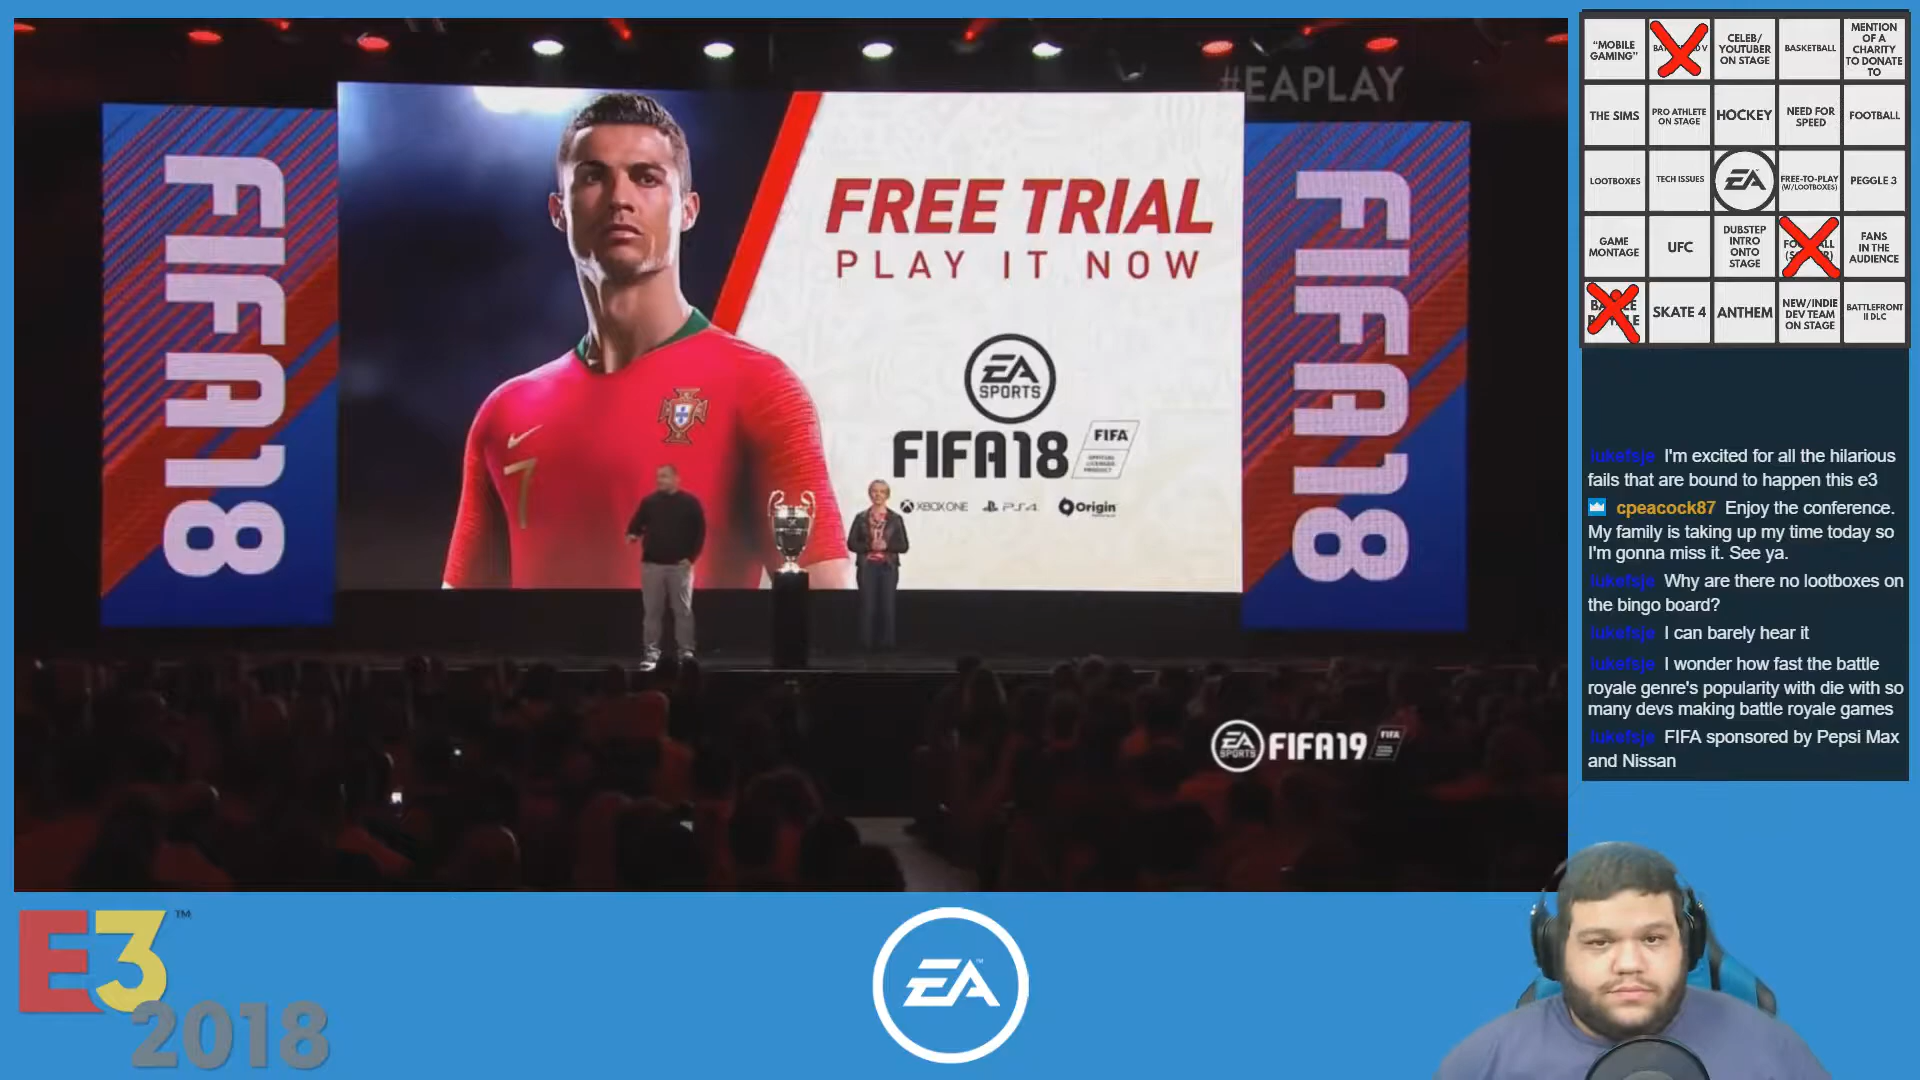 #EAPLAY
FIFA18
FREE TRIAL
PLAY IT NOW
EA
SPORTS
FIFA18
FIFA
XBOX ONE
PS4
Origin
FIFA18
EA
SPORTS
FIFA19
FIFA
"MOBILE
GAMING"
CELEB/
YOUTUBER
ON STAGE
BASKETBALL
MENTION
OF A
CHARITY
TO DONATE
TO
THE SIMS
PRO ATHLETE
ON STAGE
HOCKEY
NEED FOR
SPEED
FOOTBALL
LOOTBOXES
TECH ISSUES
EA
FREE-TO-PLAY
(W/LOOTBOXES)
PEGGLE 3
GAME
MONTAGE
UFC
DUBSTEP
INTRO
ONTO
STAGE
FANS
IN THE
AUDIENCE
SKATE 4
ANTHEM
NEW/INDIE
DEV TEAM
ON STAGE
BATTLEFRONT
II DLC
lukefsje I'm excited for all the hilarious
fails that are bound to happen this e3
cpeacock87 Enjoy the conference.
My family is taking up my time today so
I'm gonna miss it. See ya.
lukefsje Why are there no lootboxes on
the bingo board?
lukefsje I can barely hear it
lukefsje I wonder how fast the battle
royale genre's popularity with die with so
many devs making battle royale games
lukefsje FIFA sponsored by Pepsi Max
and Nissan
E3™
2018
EA™
7